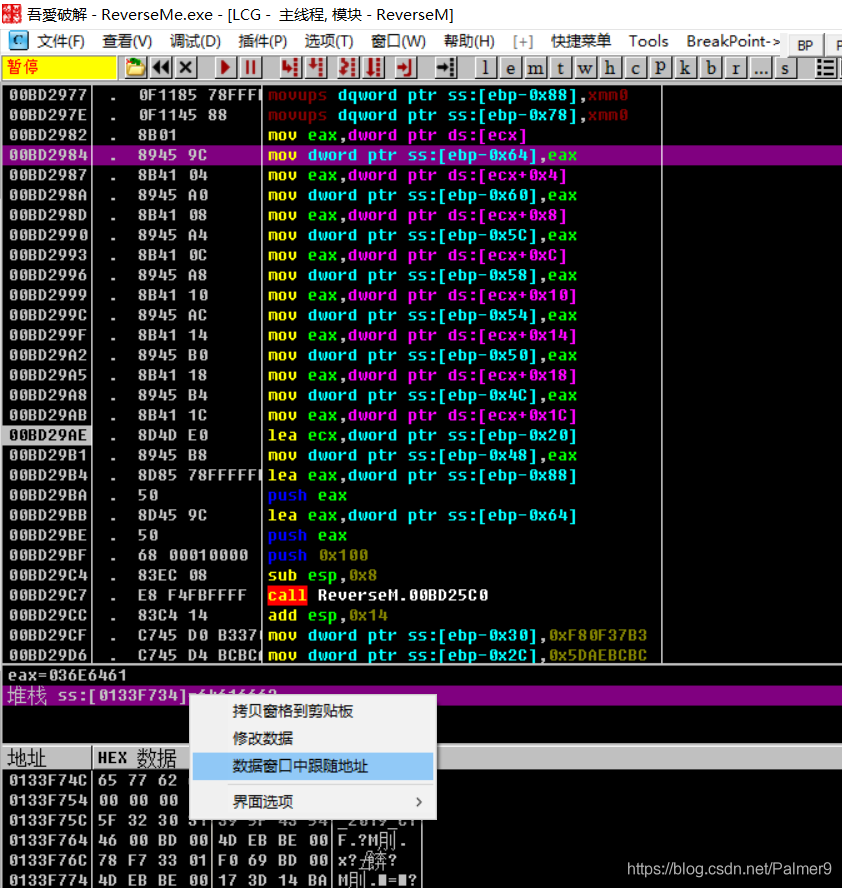 吾愛破解 - ReverseMe.exe - [LCG - 主线程, 模块 - ReverseM]
C 文件(F) 查看(V) 调试(D) 插件(P) 选项(T) 窗口(W) 帮助(H) [+] 快捷菜单 Tools BreakPoint-> BP
暂停 l e m t w h c p k b r ... s
00BD2977 . 0F1185 78FFFF movups dqword ptr ss:[ebp-0x88],xmm0
00BD297E . 0F1145 88 movups dqword ptr ss:[ebp-0x78],xmm0
00BD2982 . 8B01 mov eax,dword ptr ds:[ecx]
00BD2984 . 8945 9C mov dword ptr ss:[ebp-0x64],eax
00BD2987 . 8B41 04 mov eax,dword ptr ds:[ecx+0x4]
00BD298A . 8945 A0 mov dword ptr ss:[ebp-0x60],eax
00BD298D . 8B41 08 mov eax,dword ptr ds:[ecx+0x8]
00BD2990 . 8945 A4 mov dword ptr ss:[ebp-0x5C],eax
00BD2993 . 8B41 0C mov eax,dword ptr ds:[ecx+0xC]
00BD2996 . 8945 A8 mov dword ptr ss:[ebp-0x58],eax
00BD2999 . 8B41 10 mov eax,dword ptr ds:[ecx+0x10]
00BD299C . 8945 AC mov dword ptr ss:[ebp-0x54],eax
00BD299F . 8B41 14 mov eax,dword ptr ds:[ecx+0x14]
00BD29A2 . 8945 B0 mov dword ptr ss:[ebp-0x50],eax
00BD29A5 . 8B41 18 mov eax,dword ptr ds:[ecx+0x18]
00BD29A8 . 8945 B4 mov dword ptr ss:[ebp-0x4C],eax
00BD29AB . 8B41 1C mov eax,dword ptr ds:[ecx+0x1C]
00BD29AE . 8D4D E0 lea ecx,dword ptr ss:[ebp-0x20]
00BD29B1 . 8945 B8 mov dword ptr ss:[ebp-0x48],eax
00BD29B4 . 8D85 78FFFFF lea eax,dword ptr ss:[ebp-0x88]
00BD29BA . 50 push eax
00BD29BB . 8D45 9C lea eax,dword ptr ss:[ebp-0x64]
00BD29BE . 50 push eax
00BD29BF . 68 00010000 push 0x100
00BD29C4 . 83EC 08 sub esp,0x8
00BD29C7 . E8 F4FBFFFF call ReverseM.00BD25C0
00BD29CC . 83C4 14 add esp,0x14
00BD29CF . C745 D0 B337 mov dword ptr ss:[ebp-0x30],0xF80F37B3
00BD29D6 . C745 D4 BCBC mov dword ptr ss:[ebp-0x2C],0x5DAEBCBC
eax=036E6461
堆栈 ss:[0133F734]
拷贝窗格到剪贴板
修改数据
数据窗口中跟随地址
界面选项
地址 HEX 数据
0133F74C 65 77 62
0133F754 00 00 00
0133F75C 5F 32 30
0133F764 46 00 BD 00 4D EB BE 00 F.?M刖.
0133F76C 78 F7 33 01 F0 69 BD 00
0133F774 4D EB BE 00 17 3D 14 BA
https://blog.csdn.net/Palmer9